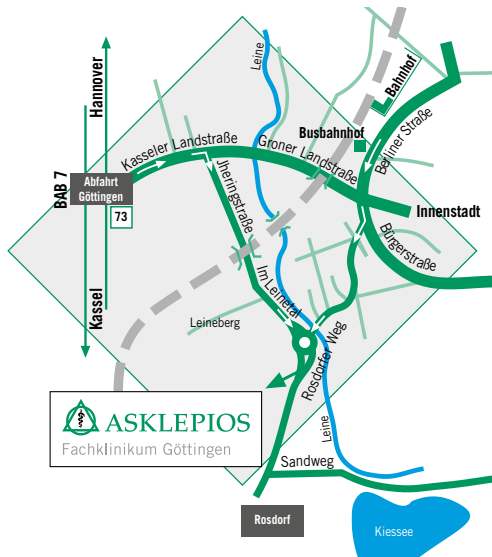 Leine
Hannover
Bahnhof
Busbahnhof
Kasseler Landstraße
Groner Landstraße
Berliner Straße
BAB 7
Abfahrt
Göttingen
73
Jheringstraße
Innenstadt
Bürgerstraße
Kassel
Im Leinetal
Leineberg
Rosdorfer Weg
ASKLEPIOS
Fachklinikum Göttingen
Leine
Sandweg
Rosdorf
Kiessee